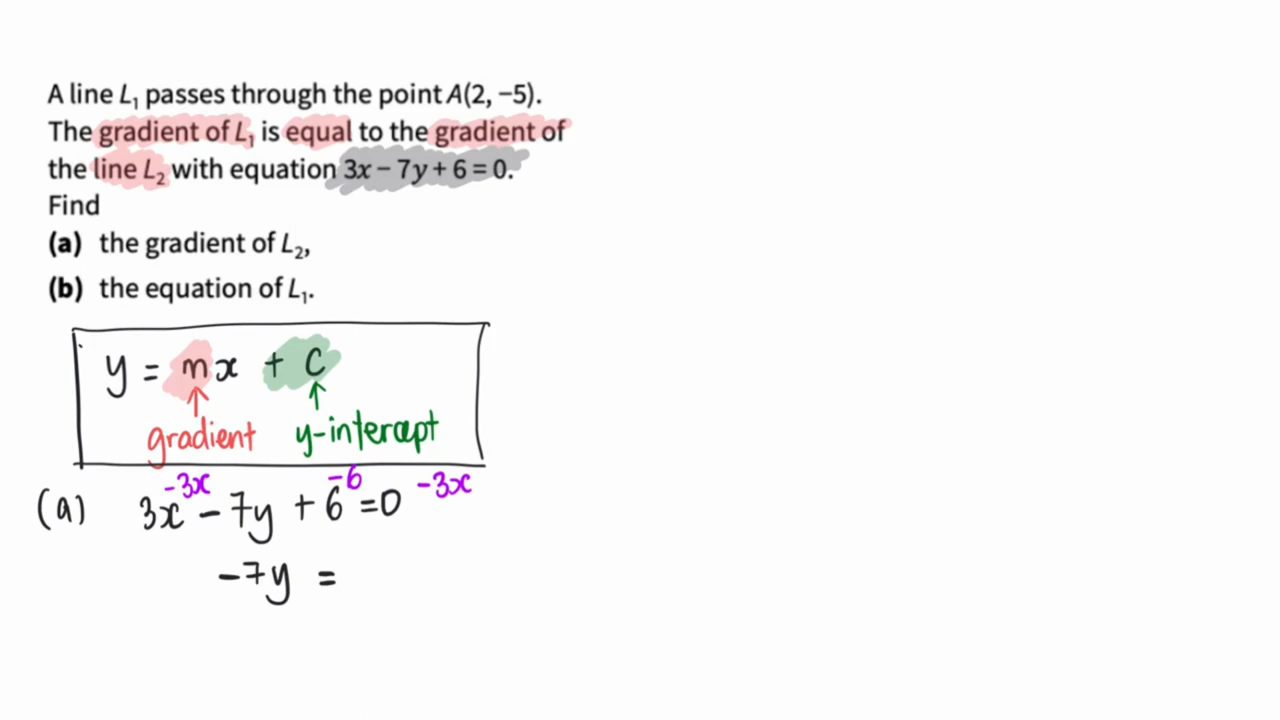 A line L₁ passes through the point A(2, −5).
The gradient of L₁ is equal to the gradient of
the line L₂ with equation 3x − 7y + 6 = 0.
Find
(a) the gradient of L₂,
(b) the equation of L₁.
y = mx + c
gradient y-intercept
-3x -6 -3x
(a) 3x - 7y + 6 = 0
-7y =